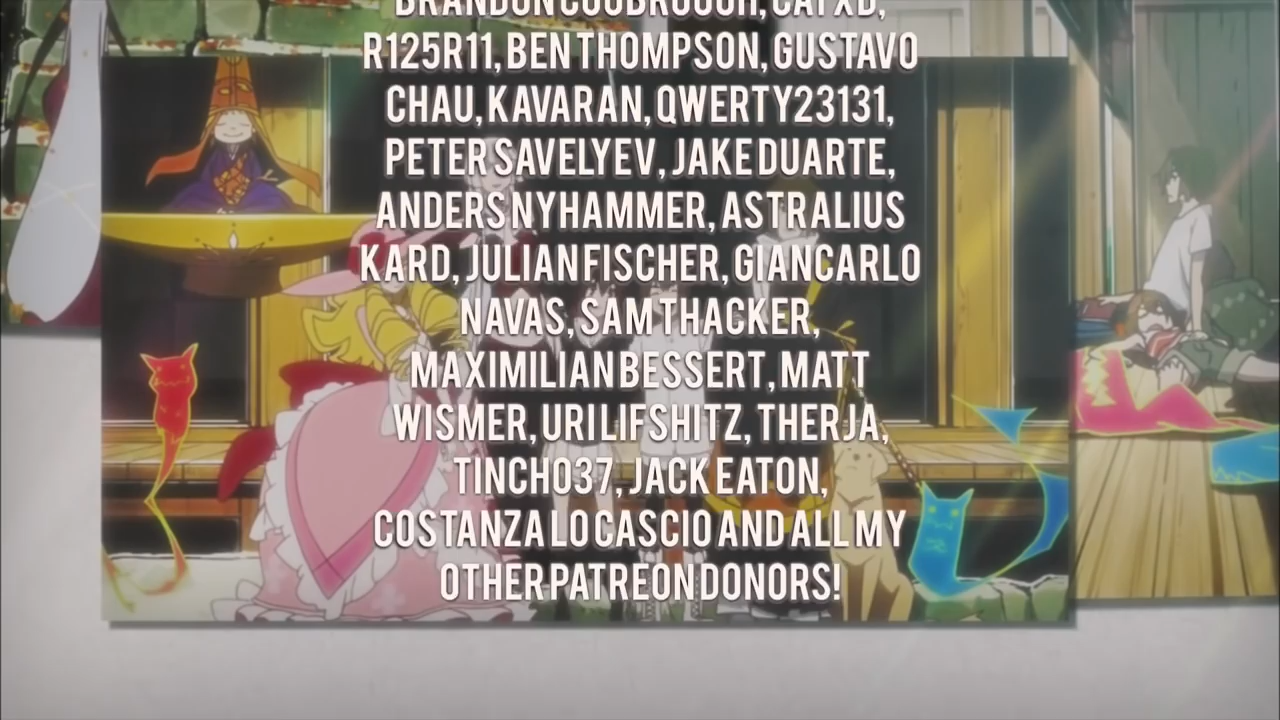 R125R11, BEN THOMPSON, GUSTAVO
CHAU, KAVARAN, QWERTY23131,
PETER SAVELYEV, JAKE DUARTE,
ANDERS NYHAMMER, ASTRALIUS
KARD, JULIAN FISCHER, GIANCARLO
NAVAS, SAM THACKER,
MAXIMILIAN BESSERT, MATT
WISMER, URI LIFSHITZ, THERJA,
TINCHO37, JACK EATON,
COSTANZA LO CASCIO AND ALL MY
OTHER PATREON DONORS!